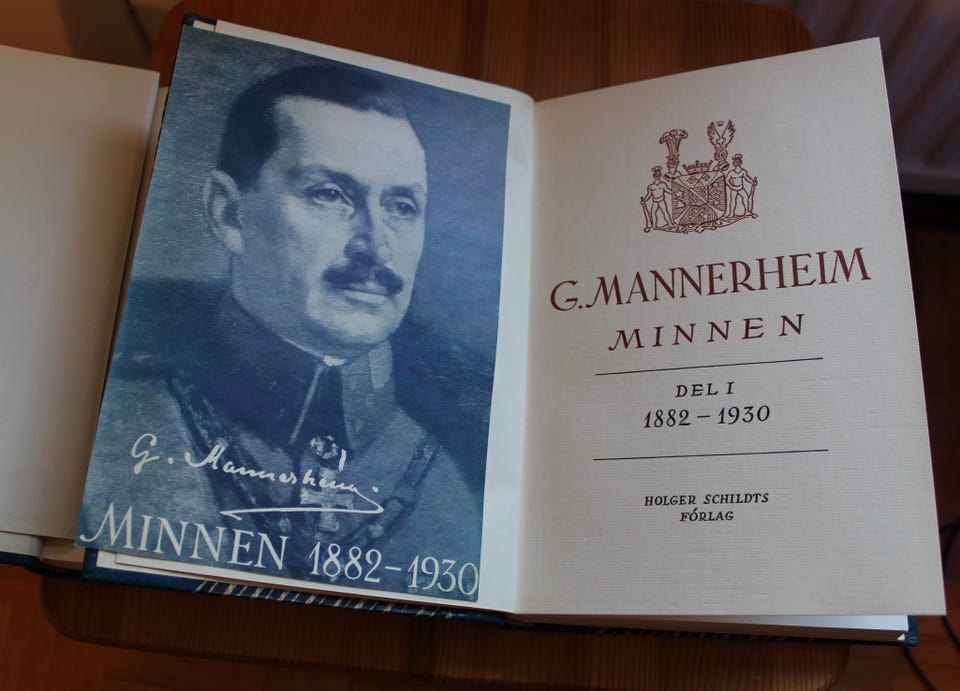 G. Mannerheim.
MINNEN 1882–1930
G. MANNERHEIM
MINNEN
DEL I
1882 – 1930
HOLGER SCHILDTS
FÖRLAG